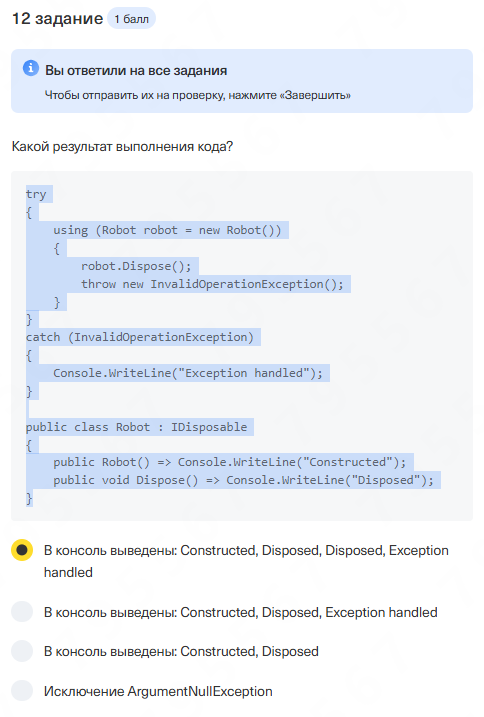 12 задание 1 балл
Вы ответили на все задания
Чтобы отправить их на проверку, нажмите «Завершить»
Какой результат выполнения кода?
try
{
    using (Robot robot = new Robot())
    {
        robot.Dispose();
        throw new InvalidOperationException();
    }
}
catch (InvalidOperationException)
{
    Console.WriteLine("Exception handled");
}

public class Robot : IDisposable
{
    public Robot() => Console.WriteLine("Constructed");
    public void Dispose() => Console.WriteLine("Disposed");
}
В консоль выведены: Constructed, Disposed, Disposed, Exception
handled
В консоль выведены: Constructed, Disposed, Exception handled
В консоль выведены: Constructed, Disposed
Исключение ArgumentNullException